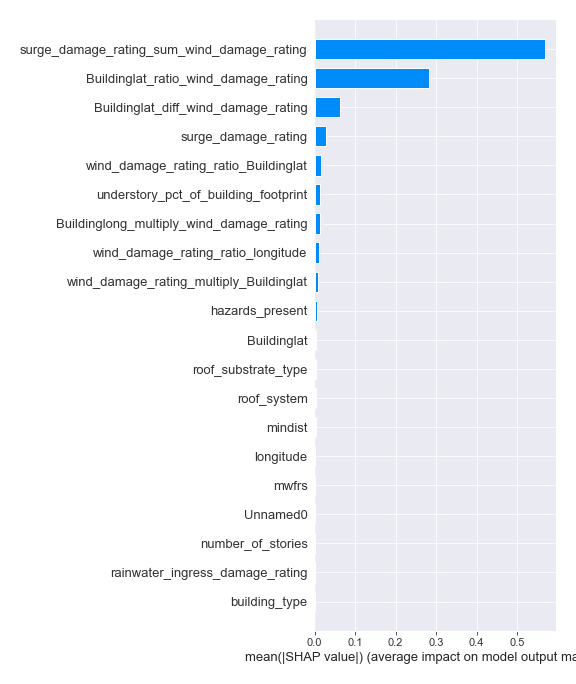 surge_damage_rating_sum_wind_damage_rating
Buildinglat_ratio_wind_damage_rating
Buildinglat_diff_wind_damage_rating
surge_damage_rating
wind_damage_rating_ratio_Buildinglat
understory_pct_of_building_footprint
Buildinglong_multiply_wind_damage_rating
wind_damage_rating_ratio_longitude
wind_damage_rating_multiply_Buildinglat
hazards_present
Buildinglat
roof_substrate_type
roof_system
mindist
longitude
mwfrs
Unnamed0
number_of_stories
rainwater_ingress_damage_rating
building_type
0.0 0.1 0.2 0.3 0.4 0.5
mean(|SHAP value|) (average impact on model output ma